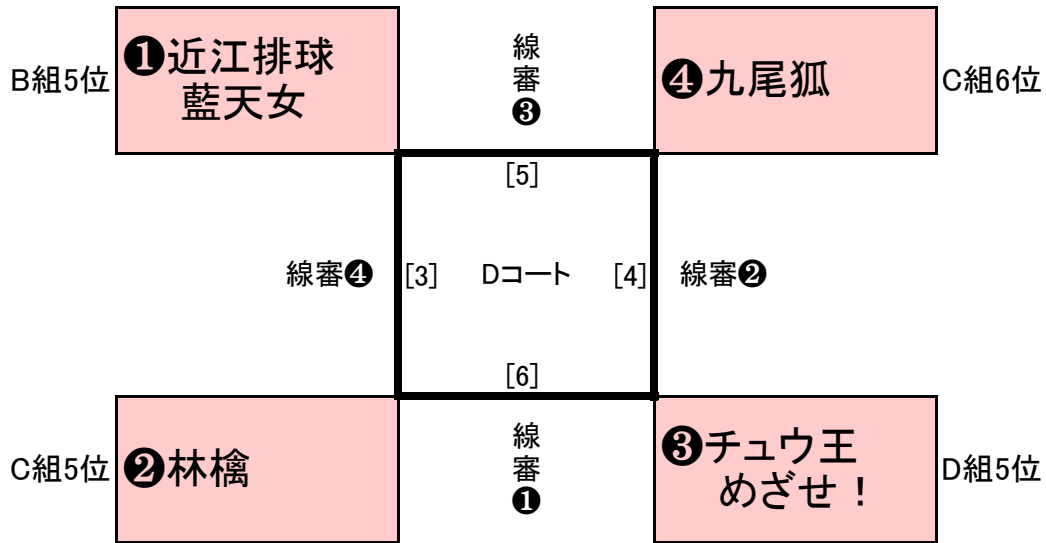 B組5位
❶近江排球
藍天女
線
審
❸
❹九尾狐
C組6位
[5]
線審❹
[3]
Dコート
[4]
線審❷
[6]
C組5位
❷林檎
線
審
❶
❸チュウ王
めざせ！
D組5位